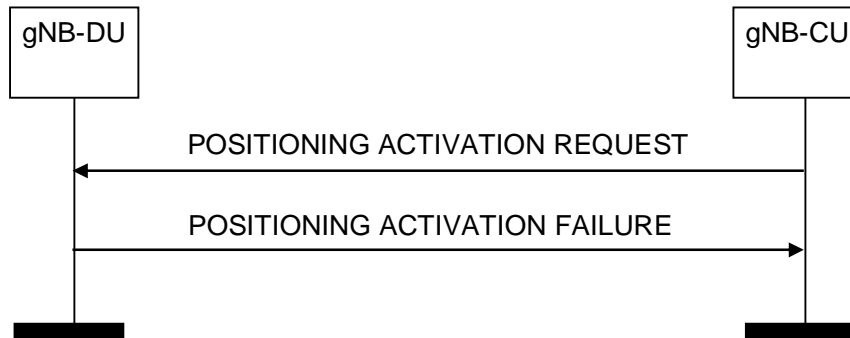 gNB-DU
gNB-CU
POSITIONING ACTIVATION REQUEST
POSITIONING ACTIVATION FAILURE